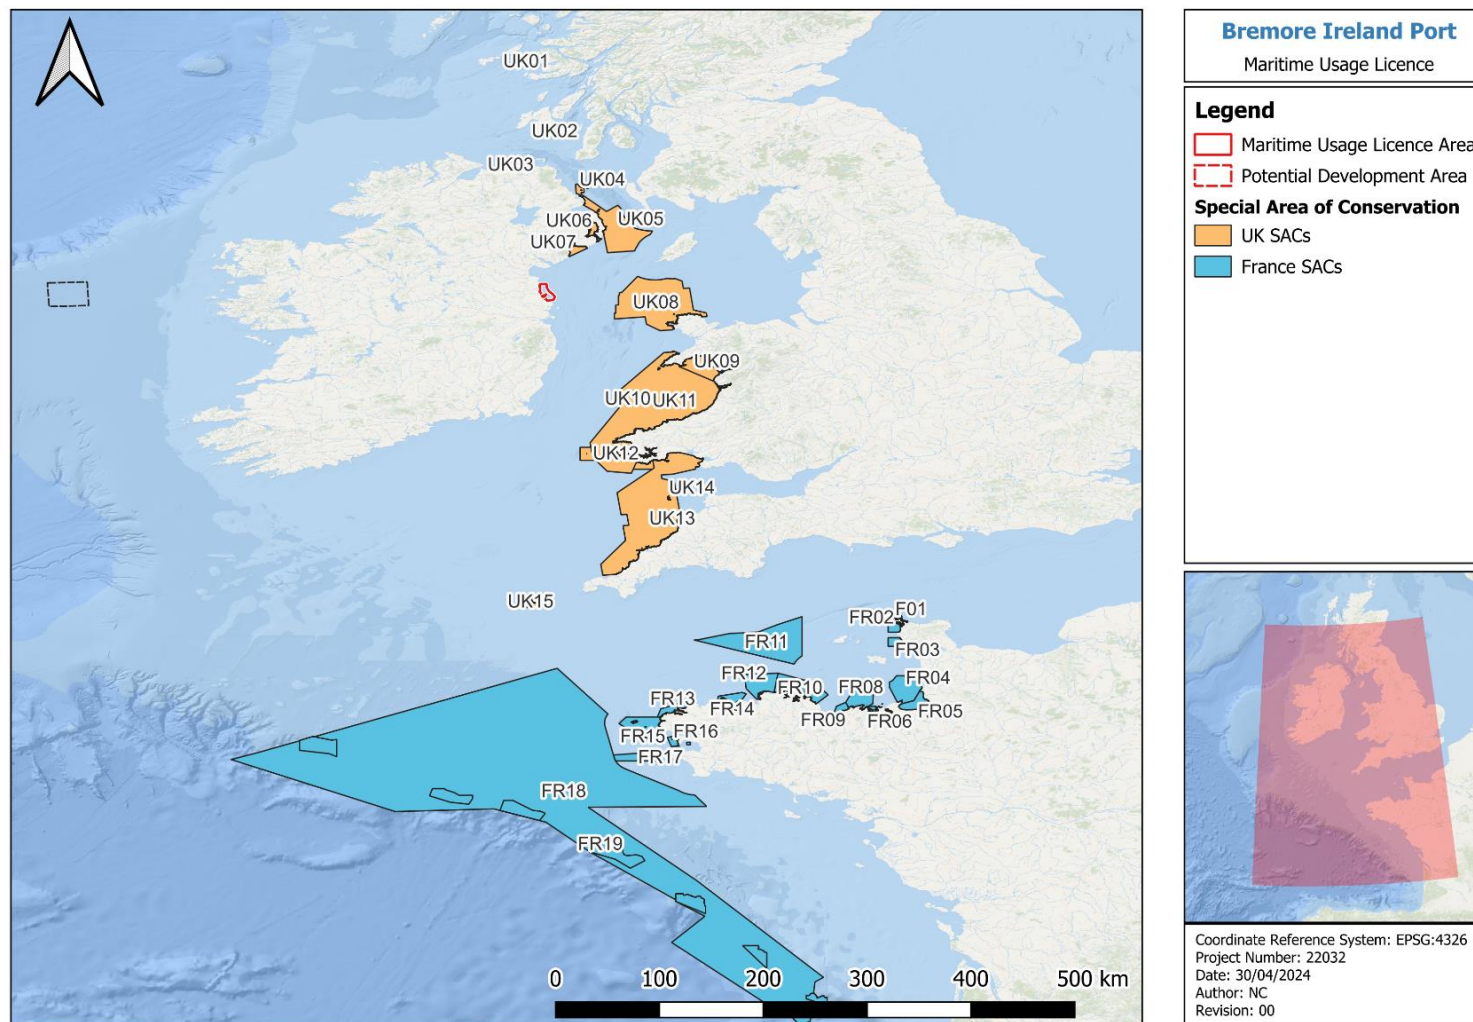 UK01
UK02
UK03
UK04
UK05
UK06
UK07
UK08
UK09
UK10
UK11
UK12
UK14
UK13
UK15
F01
FR02
FR03
FR11
FR04
FR12
FR10
FR08
FR05
FR13
FR14
FR09
FR06
FR15
FR16
FR17
FR18
FR19
0 100 200 300 400 500 km
Bremore Ireland Port
Maritime Usage Licence
Legend
Maritime Usage Licence Area
Potential Development Area
Special Area of Conservation
UK SACs
France SACs
Coordinate Reference System: EPSG:4326
Project Number: 22032
Date: 30/04/2024
Author: NC
Revision: 00